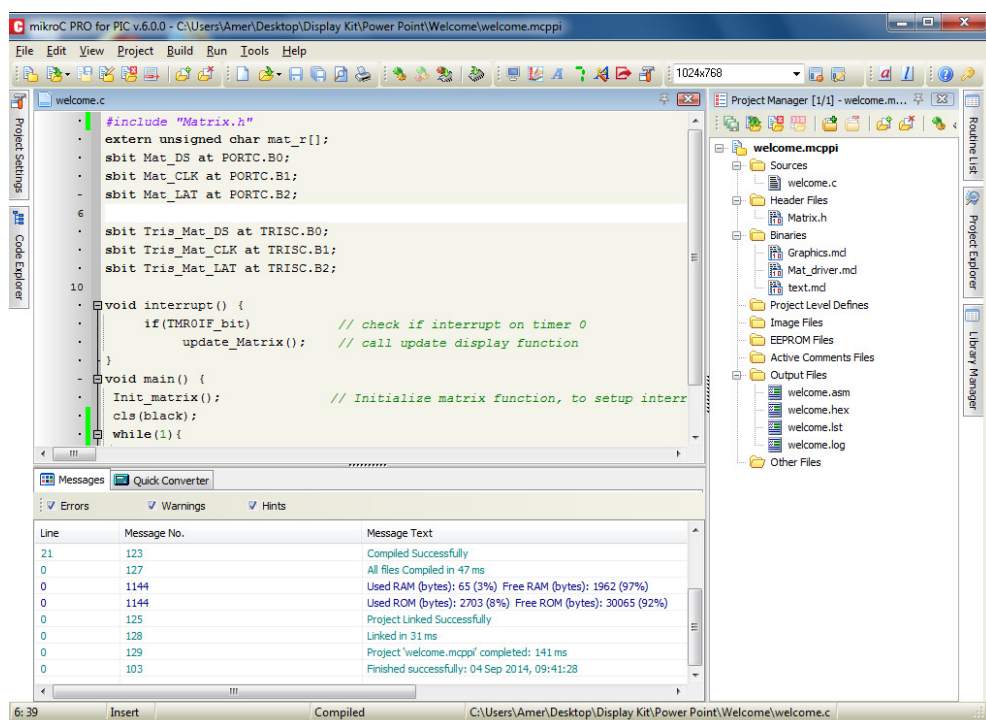 mikroC PRO for PIC v.6.0.0 - C:\Users\Amer\Desktop\Display Kit\Power Point\Welcome\welcome.mcppi
File Edit View Project Build Run Tools Help
1024x768
welcome.c
Project Settings
Code Explorer
#include "Matrix.h"
extern unsigned char mat_r[];
sbit Mat_DS at PORTC.B0;
sbit Mat_CLK at PORTC.B1;
sbit Mat_LAT at PORTC.B2;
6
sbit Tris_Mat_DS at TRISC.B0;
sbit Tris_Mat_CLK at TRISC.B1;
sbit Tris_Mat_LAT at TRISC.B2;
10
void interrupt() {
if(TMR0IF_bit) // check if interrupt on timer 0
update_Matrix(); // call update display function
}
void main() {
Init_matrix(); // Initialize matrix function, to setup interr
cls(black);
while(1){
Project Manager [1/1] - welcome.m...
welcome.mcppi
Sources
welcome.c
Header Files
Matrix.h
Binaries
Graphics.mcl
Mat_driver.mcl
text.mcl
Project Level Defines
Image Files
EEPROM Files
Active Comments Files
Output Files
welcome.asm
welcome.hex
welcome.lst
welcome.log
Other Files
Routine List
Project Explorer
Library Manager
Messages Quick Converter
Errors Warnings Hints
Line Message No. Message Text
21 123 Compiled Successfully
0 127 All files Compiled in 47 ms
0 1144 Used RAM (bytes): 65 (3%) Free RAM (bytes): 1962 (97%)
0 1144 Used ROM (bytes): 2703 (8%) Free ROM (bytes): 30065 (92%)
0 125 Project Linked Successfully
0 128 Linked in 31 ms
0 129 Project 'welcome.mcppi' completed: 141 ms
0 103 Finished successfully: 04 Sep 2014, 09:41:28
6: 39 Insert Compiled C:\Users\Amer\Desktop\Display Kit\Power Point\Welcome\welcome.c